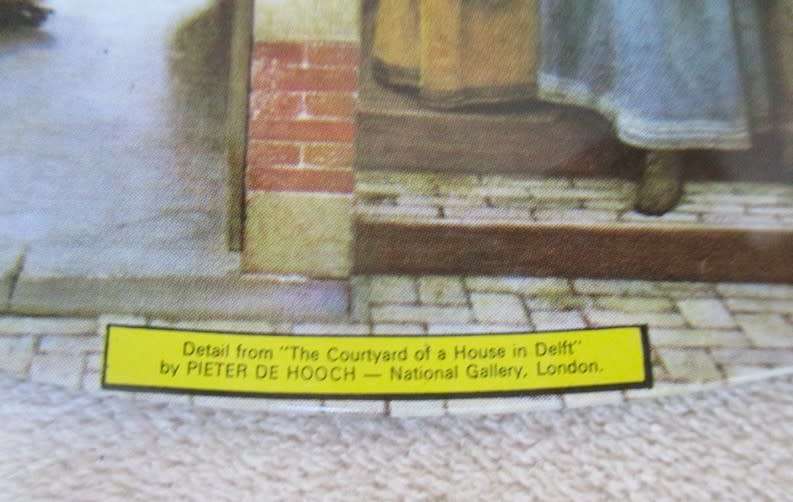 Detail from "The Courtyard of a House in Delft"
by PIETER DE HOOCH — National Gallery, London.